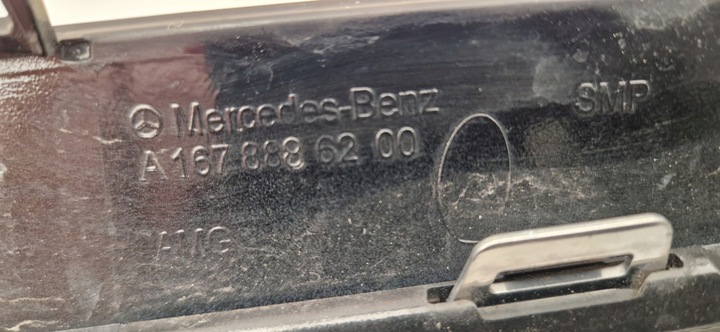 Mercedes-Benz
SMP
A 167 888 62 00
AMG